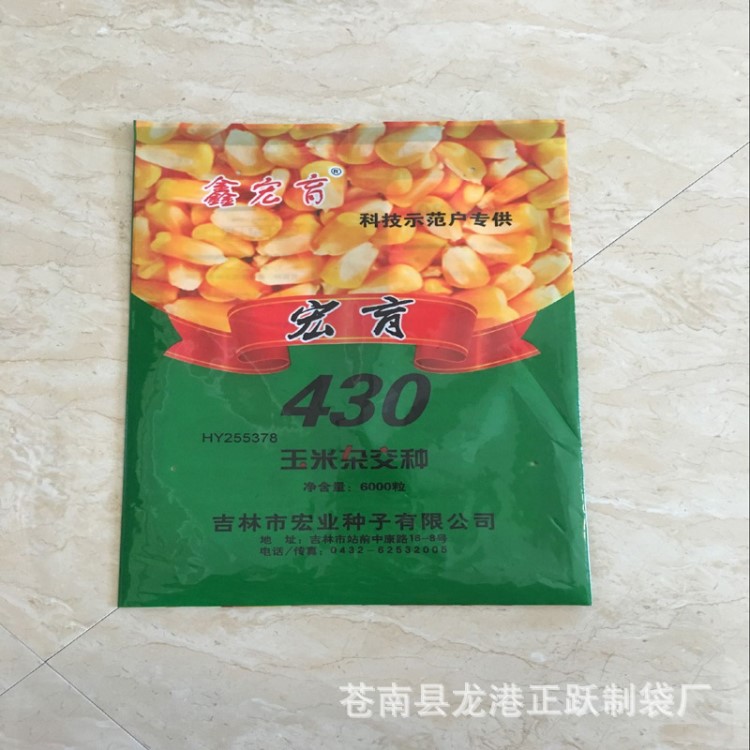 鑫宏育®
科技示范户专供
宏育
430
HY255378
玉米杂交种
净含量：6000粒
吉林市宏业种子有限公司
地 址：吉林市站前中康路16-8号
电话/传真：0432-62532008
苍南县龙港正跃制袋厂